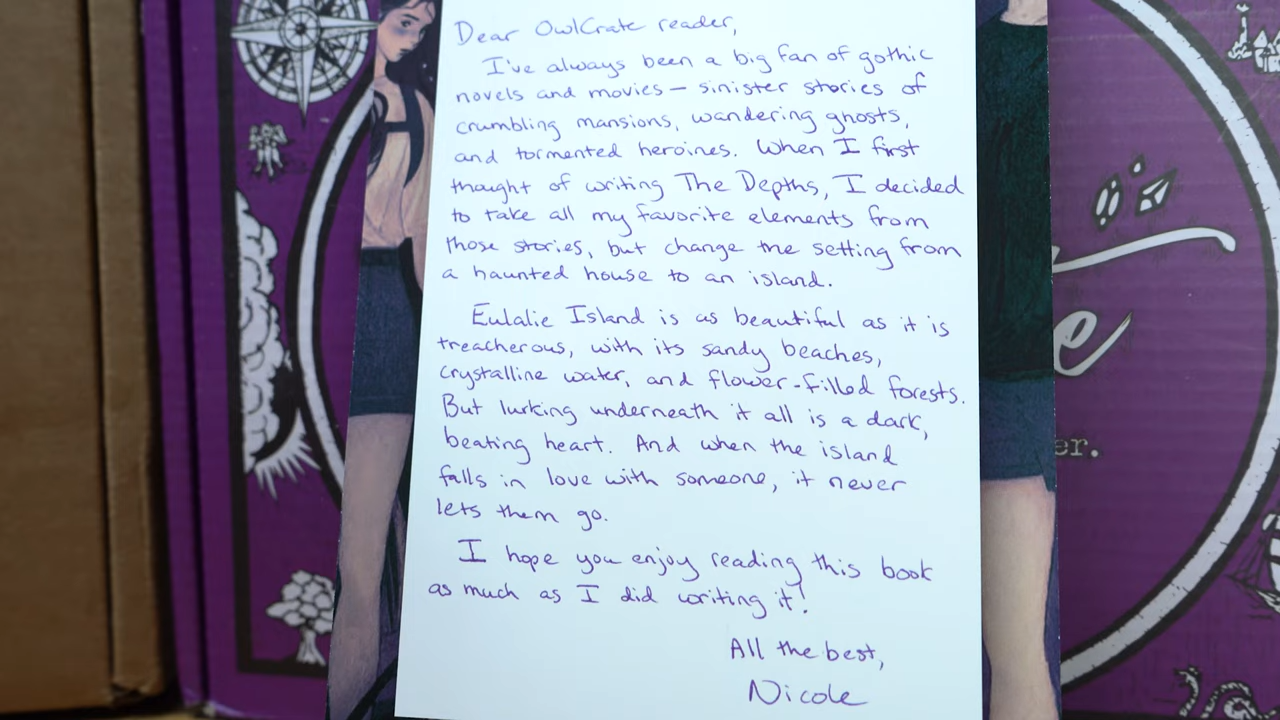 Dear OwlCrate reader,
I've always been a big fan of gothic
novels and movies — sinister stories of
crumbling mansions, wandering ghosts,
and tormented heroines. When I first
thought of writing The Depths, I decided
to take all my favorite elements from
those stories, but change the setting from
a haunted house to an island.
Eulalie Island is as beautiful as it is
treacherous, with its sandy beaches,
crystalline water, and flower-filled forests.
But lurking underneath it all is a dark,
beating heart. And when the island
falls in love with someone, it never
lets them go.
I hope you enjoy reading this book
as much as I did writing it!
All the best,
Nicole
e
er.